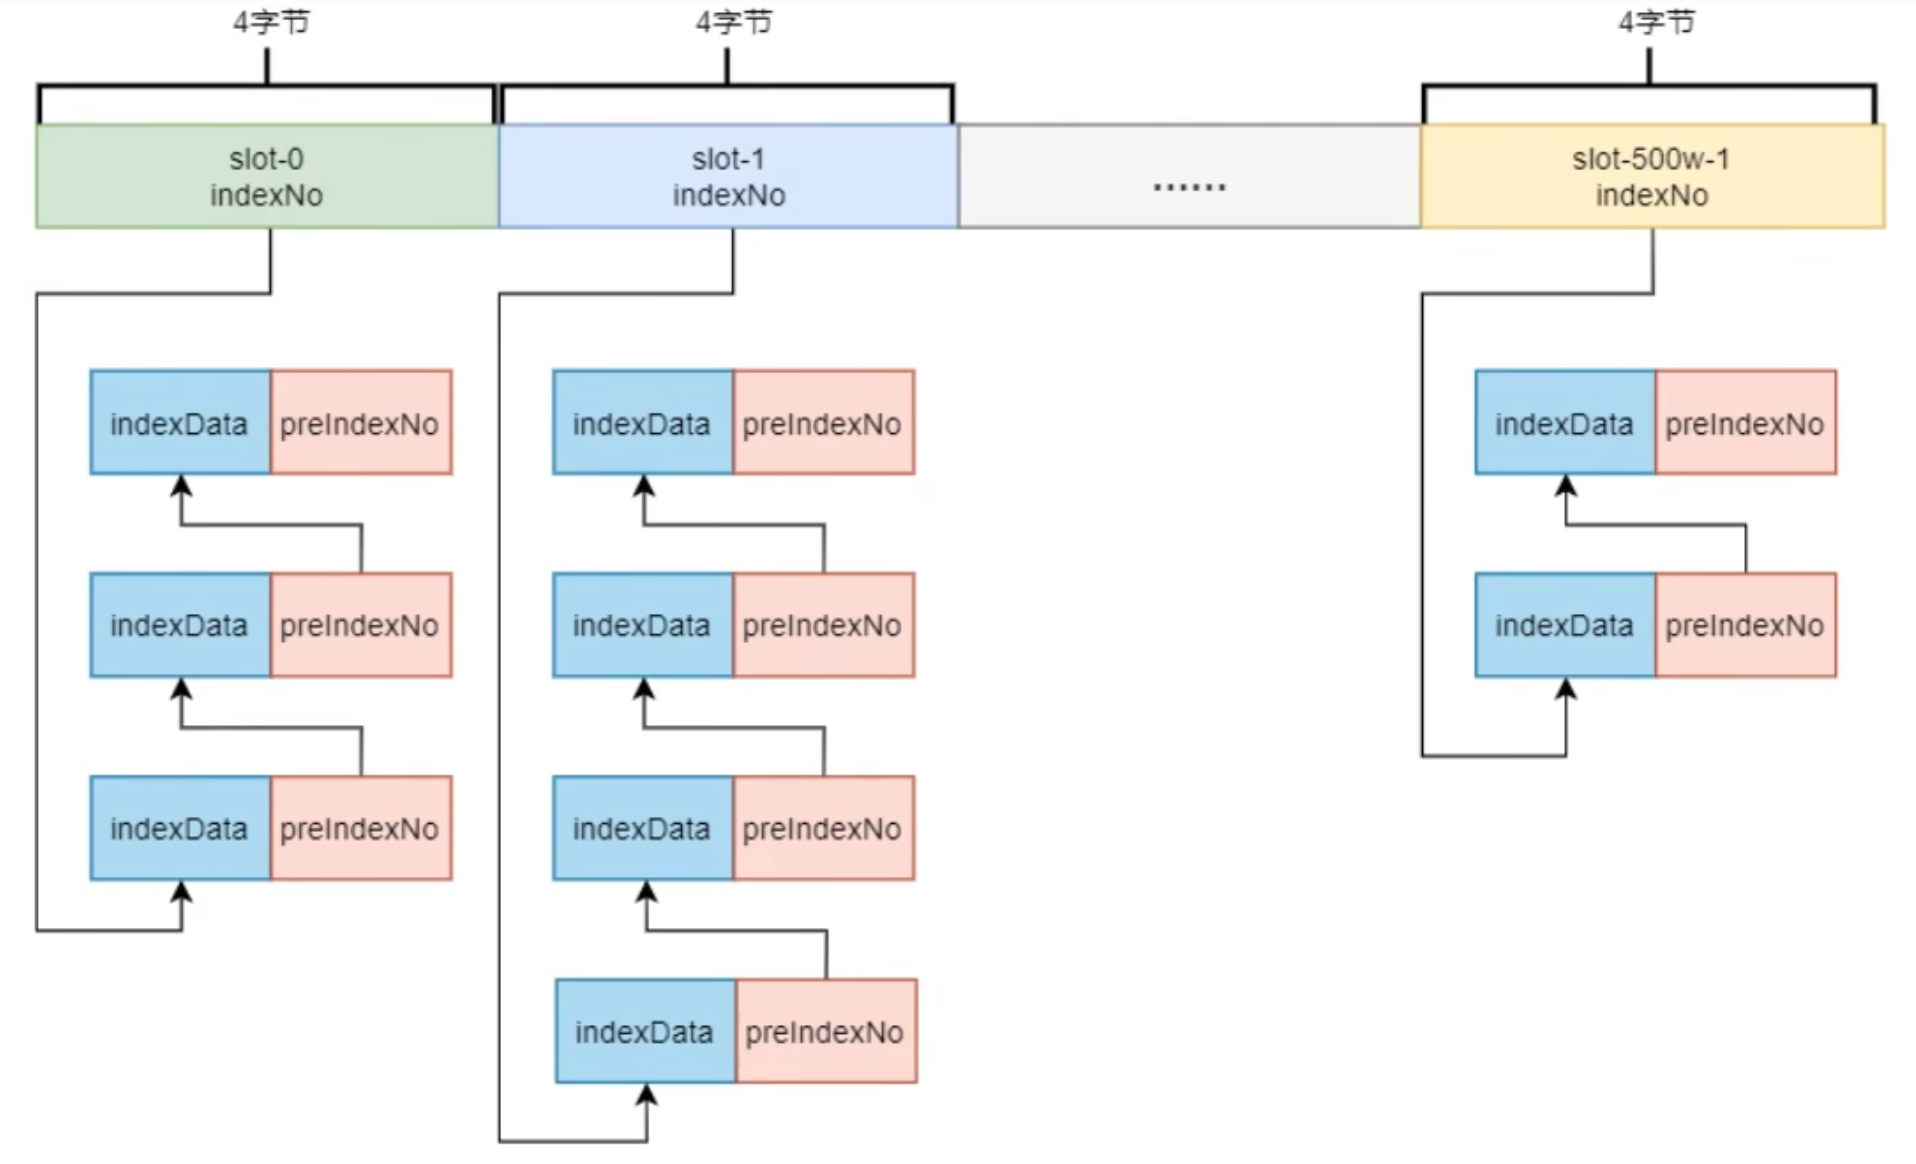 4字节
4字节
4字节
slot-0
indexNo
slot-1
indexNo
......
slot-500w-1
indexNo
indexData preIndexNo
indexData preIndexNo
indexData preIndexNo
indexData preIndexNo
indexData preIndexNo
indexData preIndexNo
indexData preIndexNo
indexData preIndexNo
indexData preIndexNo